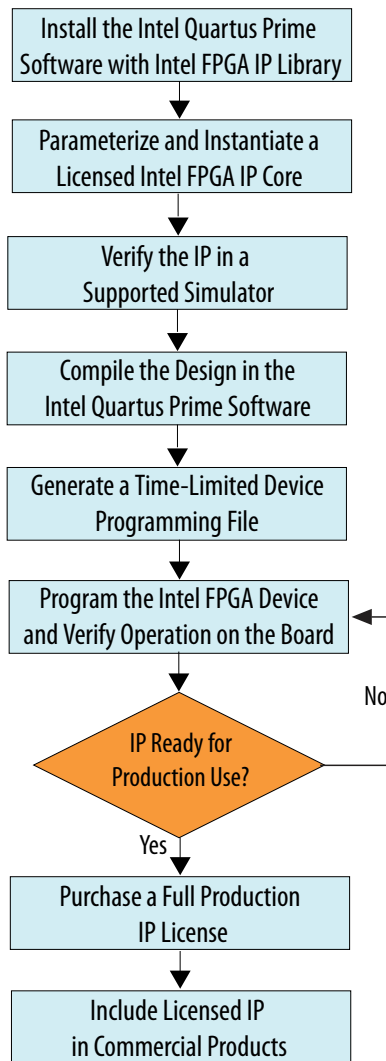 Install the Intel Quartus Prime
Software with Intel FPGA IP Library
Parameterize and Instantiate a
Licensed Intel FPGA IP Core
Verify the IP in a
Supported Simulator
Compile the Design in the
Intel Quartus Prime Software
Generate a Time-Limited Device
Programming File
Program the Intel FPGA Device
and Verify Operation on the Board
No
IP Ready for
Production Use?
Yes
Purchase a Full Production
IP License
Include Licensed IP
in Commercial Products